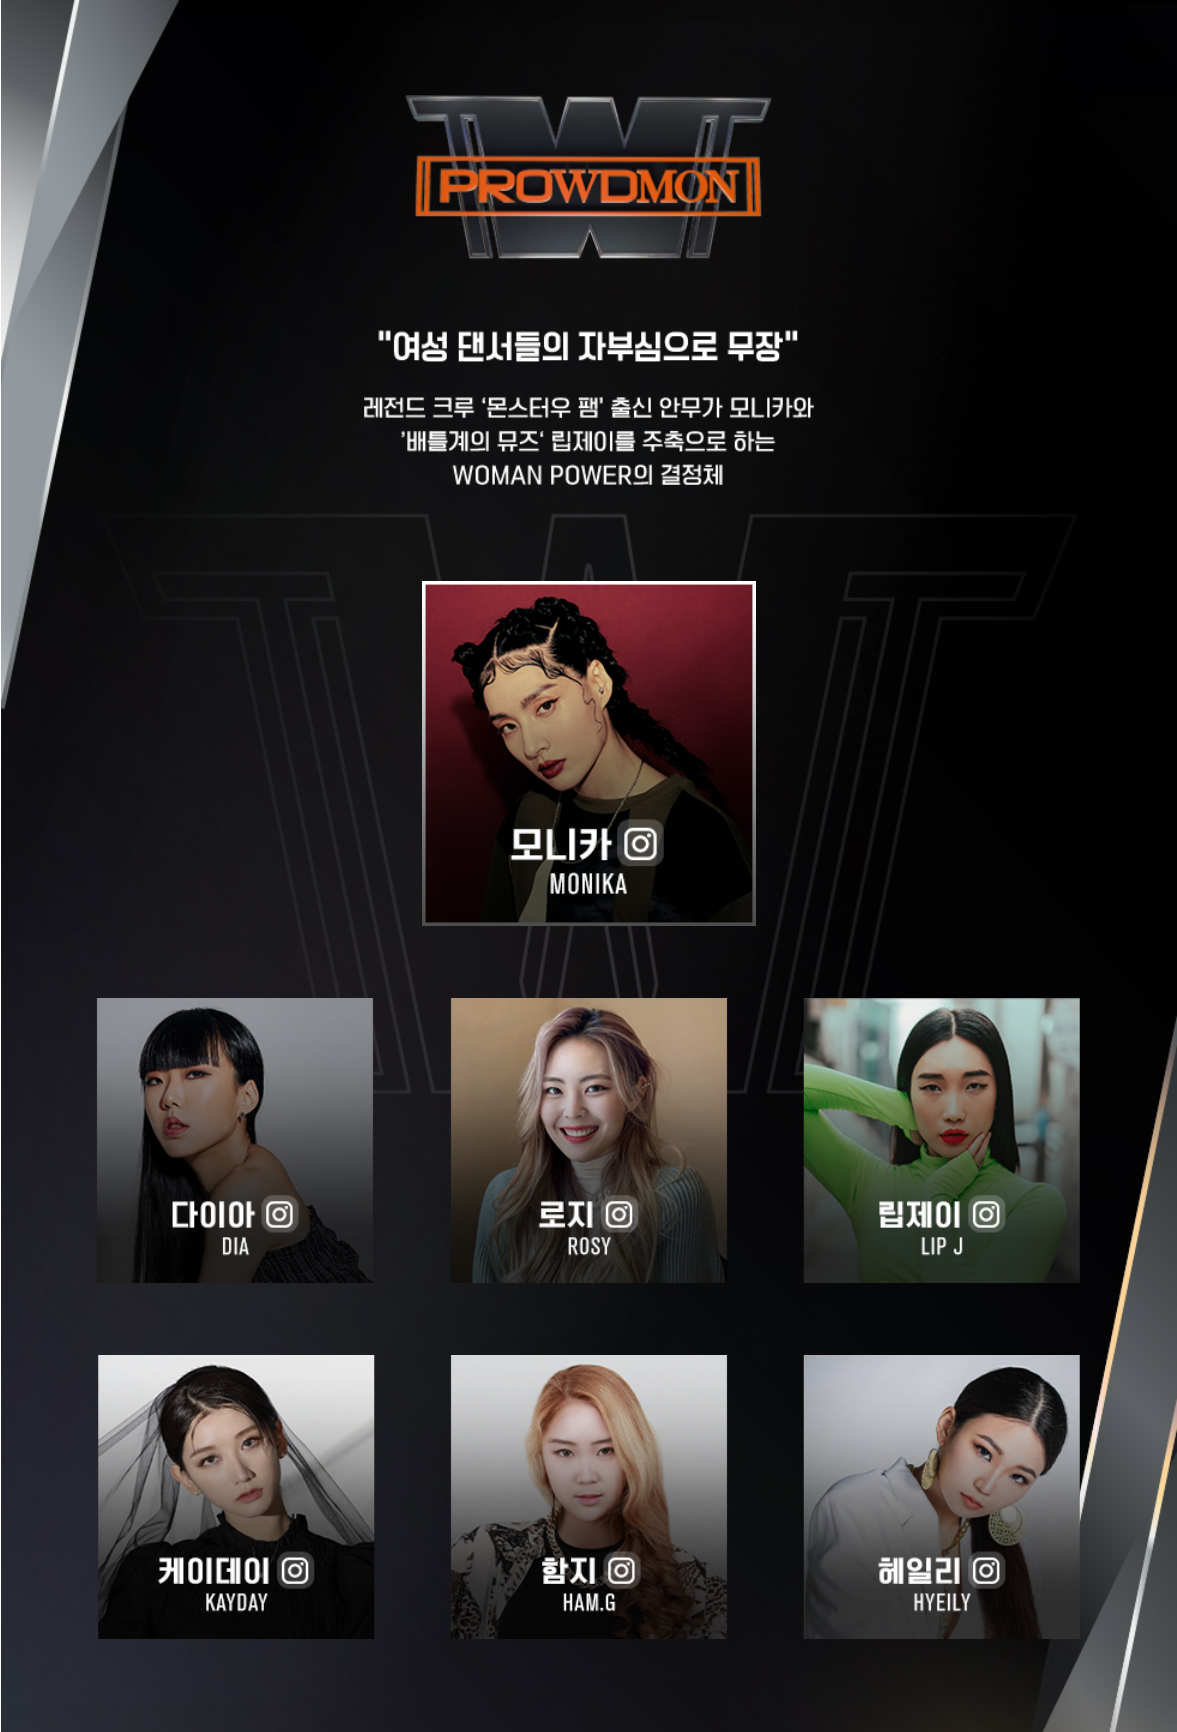 PROWDMON
"여성 댄서들의 자부심으로 무장"
레전드 크루 ‘몬스터우 팸' 출신 안무가 모니카와
’배틀계의 뮤즈‘ 립제이를 주축으로 하는
WOMAN POWER의 결정체
모니카
MONIKA
다이아
DIA
로지
ROSY
립제이
LIP J
케이데이
KAYDAY
함지
HAM.G
헤일리
HYEILY